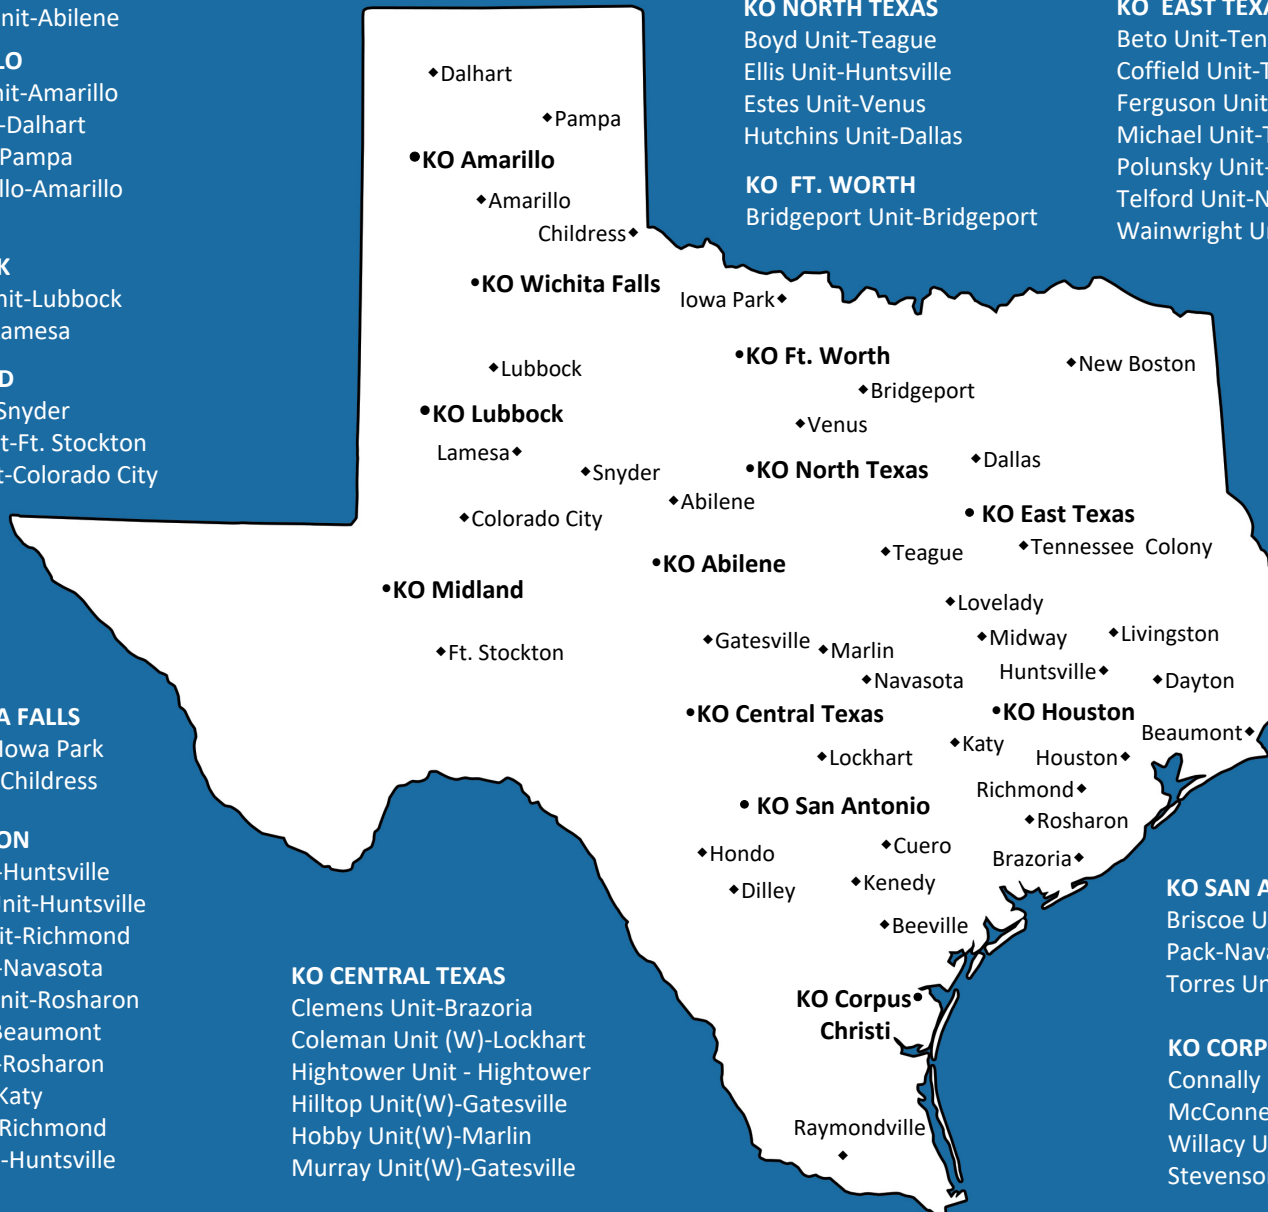 nit-Abilene
LO
nit-Amarillo
-Dalhart
Pampa
llo-Amarillo
K
nit-Lubbock
amesa
D
Snyder
t-Ft. Stockton
t-Colorado City
A FALLS
Iowa Park
Childress
ON
-Huntsville
Unit-Huntsville
it-Richmond
-Navasota
nit-Rosharon
Beaumont
-Rosharon
Katy
Richmond
-Huntsville
KO CENTRAL TEXAS
Clemens Unit-Brazoria
Coleman Unit (W)-Lockhart
Hightower Unit - Hightower
Hilltop Unit(W)-Gatesville
Hobby Unit(W)-Marlin
Murray Unit(W)-Gatesville
KO NORTH TEXAS
Boyd Unit-Teague
Ellis Unit-Huntsville
Estes Unit-Venus
Hutchins Unit-Dallas
KO FT. WORTH
Bridgeport Unit-Bridgeport
KO EAST TEXA
Beto Unit-Ten
Coffield Unit-T
Ferguson Unit
Michael Unit-T
Polunsky Unit-
Telford Unit-N
Wainwright Un
KO SAN A
Briscoe U
Pack-Nava
Torres Un
KO CORP
Connally
McConne
Willacy U
Stevenso
Dalhart
Pampa
KO Amarillo
Amarillo
Childress
KO Wichita Falls
Iowa Park
KO Ft. Worth
New Boston
Lubbock
Bridgeport
KO Lubbock
Venus
Lamesa
Snyder
KO North Texas
Dallas
Abilene
Colorado City
KO East Texas
Teague
Tennessee Colony
KO Abilene
KO Midland
Lovelady
Gatesville
Marlin
Midway
Livingston
Ft. Stockton
Navasota
Huntsville
Dayton
KO Central Texas
KO Houston
Beaumont
Lockhart
Katy
Houston
Richmond
KO San Antonio
Rosharon
Hondo
Cuero
Brazoria
Dilley
Kenedy
Beeville
KO Corpus
Christi
Raymondville